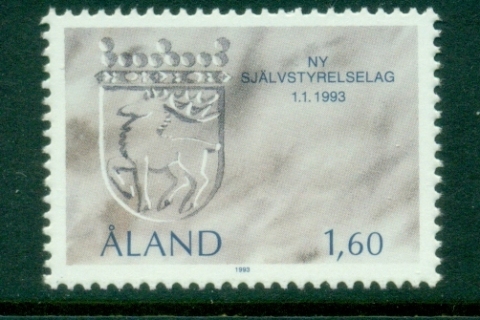 NY
SJÄLVSTYRELSELAG
1.1.1993
ÅLAND
1,60
1993